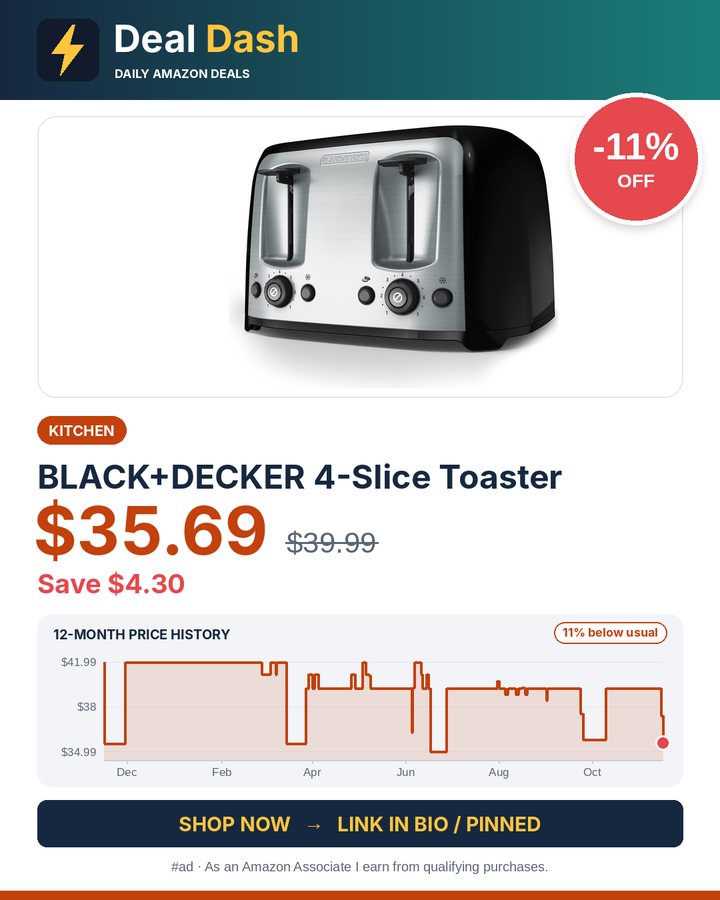 Deal Dash
DAILY AMAZON DEALS
-11%
OFF
KITCHEN
BLACK+DECKER 4-Slice Toaster
$35.69 $39.99
Save $4.30
12-MONTH PRICE HISTORY
11% below usual
$41.99
$38
$34.99
Dec Feb Apr Jun Aug Oct
SHOP NOW → LINK IN BIO / PINNED
#ad · As an Amazon Associate I earn from qualifying purchases.